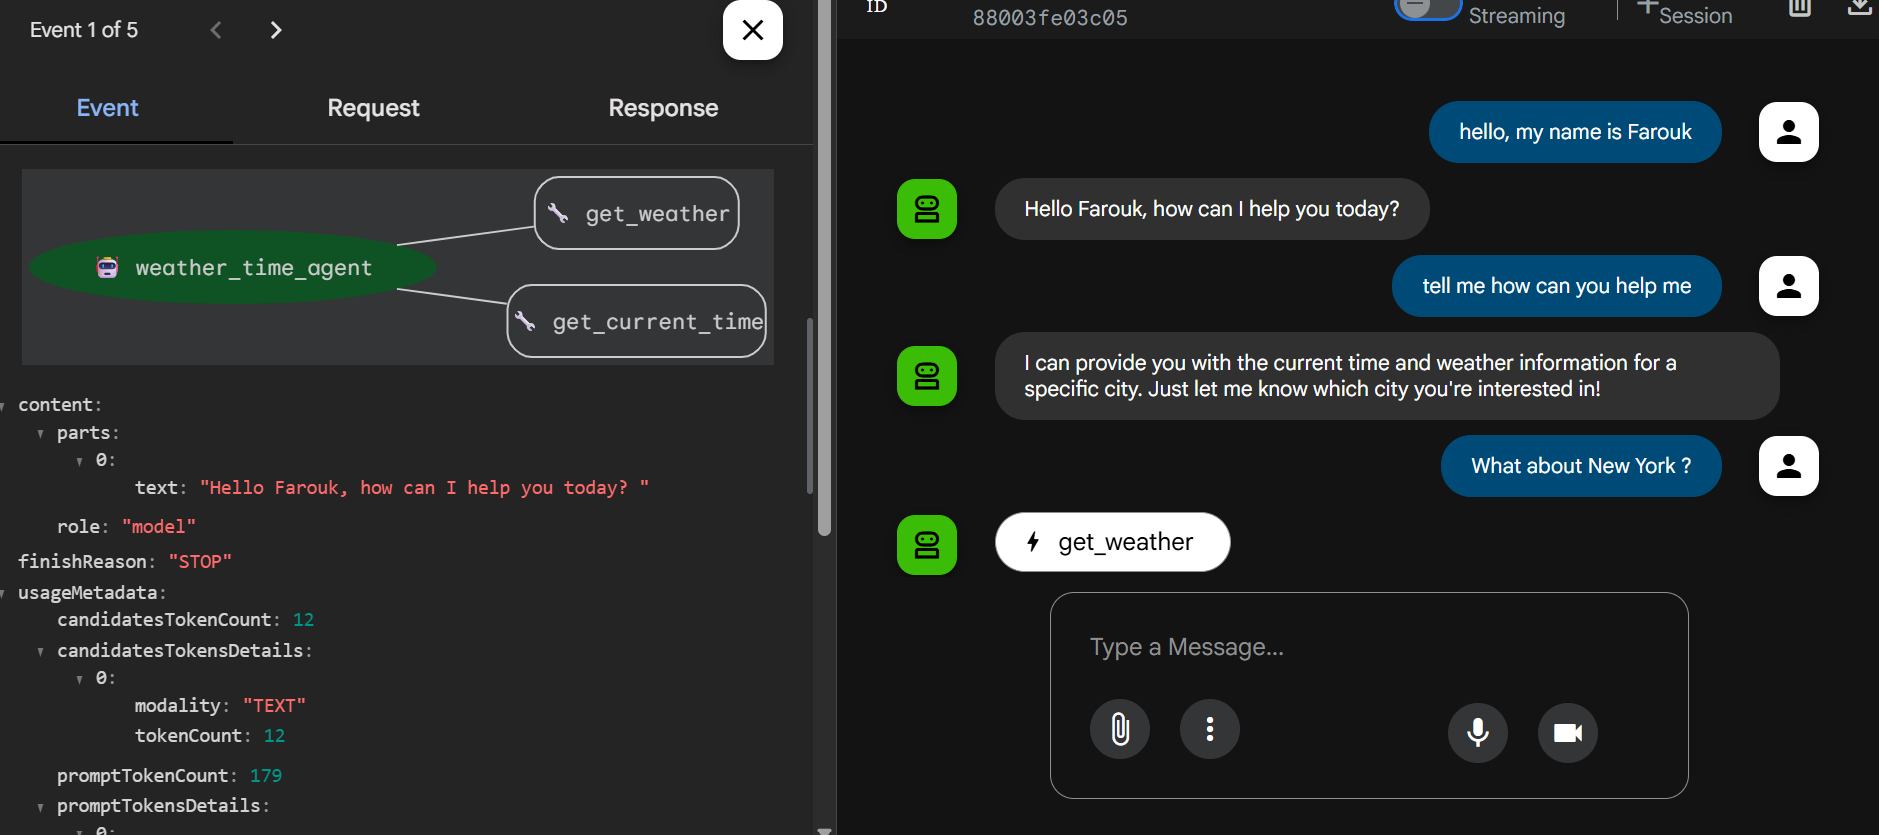 Event 1 of 5
Event
Request
Response
get_weather
weather_time_agent
get_current_time
content:
parts:
0:
text: "Hello Farouk, how can I help you today? "
role: "model"
finishReason: "STOP"
usageMetadata:
candidatesTokenCount: 12
candidatesTokensDetails:
0:
modality: "TEXT"
tokenCount: 12
promptTokenCount: 179
promptTokensDetails:
0:
ID
88003fe03c05
Streaming
Session
hello, my name is Farouk
Hello Farouk, how can I help you today?
tell me how can you help me
I can provide you with the current time and weather information for a
specific city. Just let me know which city you're interested in!
What about New York ?
get_weather
Type a Message...